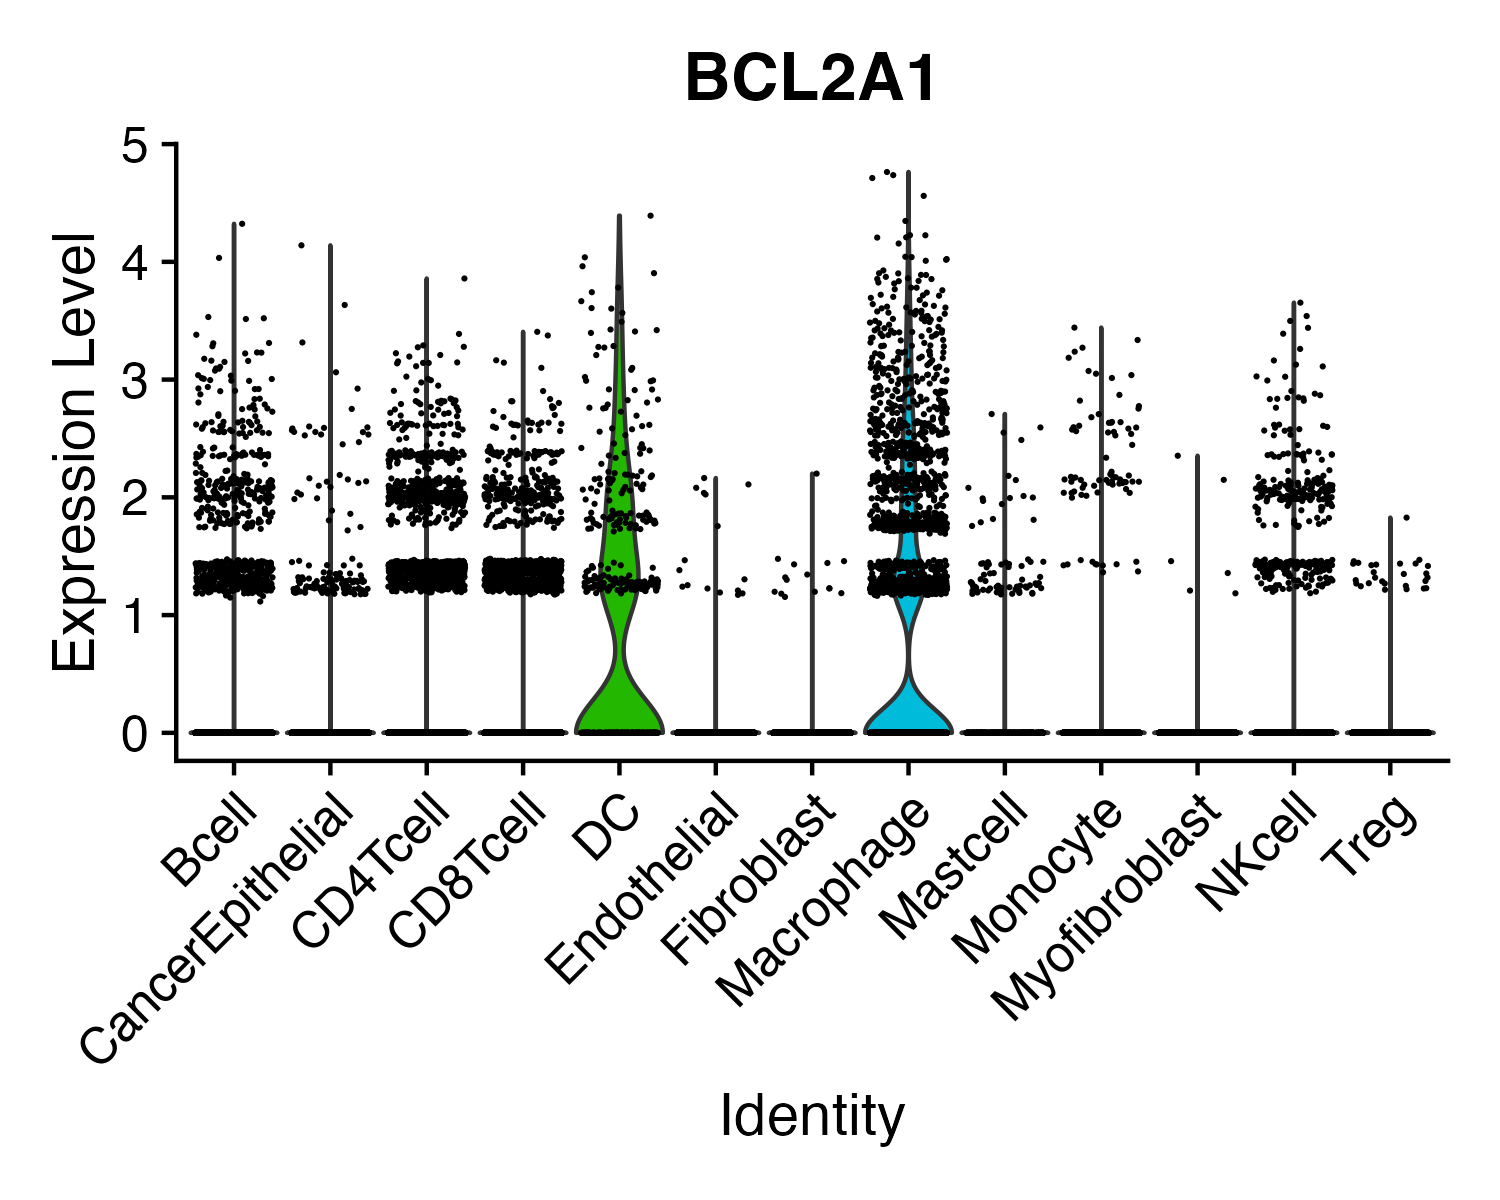 BCL2A1
Expression Level
5
4
3
2
1
0
Bcell
CancerEpithelial
CD4Tcell
CD8Tcell
DC
Endothelial
Fibroblast
Macrophage
Mastcell
Monocyte
Myofibroblast
NKcell
Treg
Identity